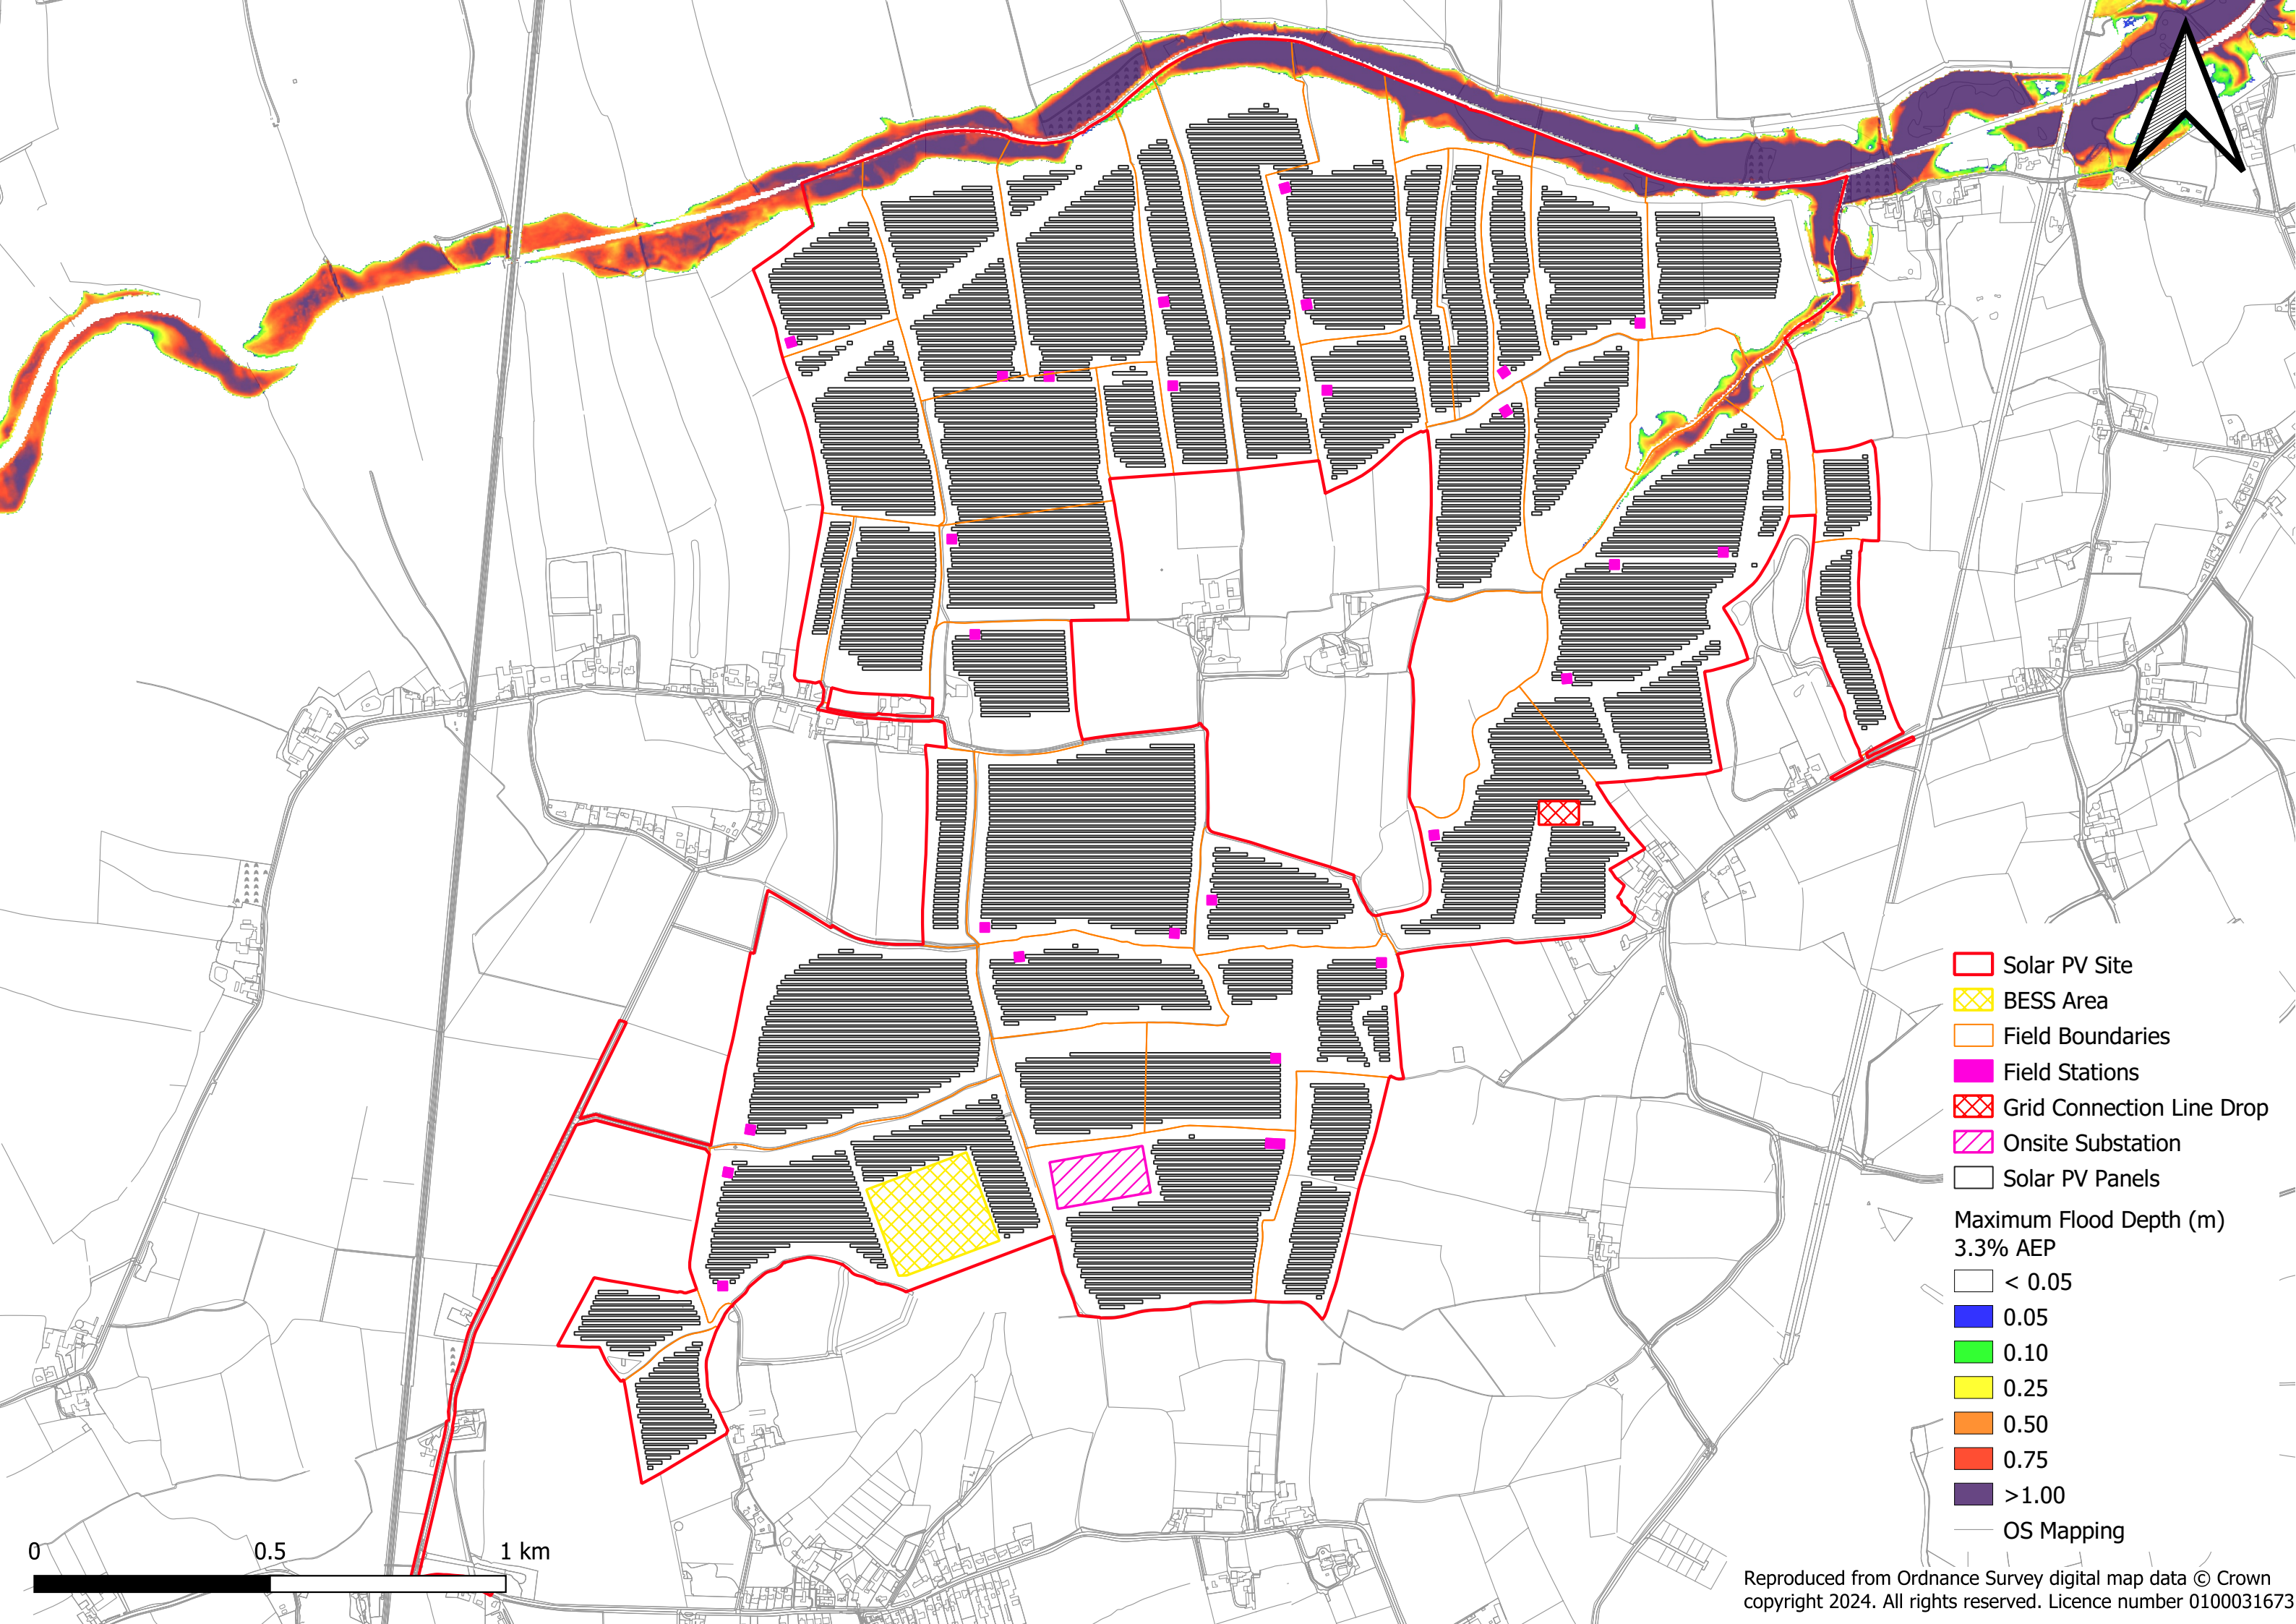 Solar PV Site
BESS Area
Field Boundaries
Field Stations
Grid Connection Line Drop
Onsite Substation
Solar PV Panels
Maximum Flood Depth (m)
3.3% AEP
< 0.05
0.05
0.10
0.25
0.50
0.75
>1.00
OS Mapping
0 0.5 1 km
Reproduced from Ordnance Survey digital map data © Crown
copyright 2024. All rights reserved. Licence number 0100031673